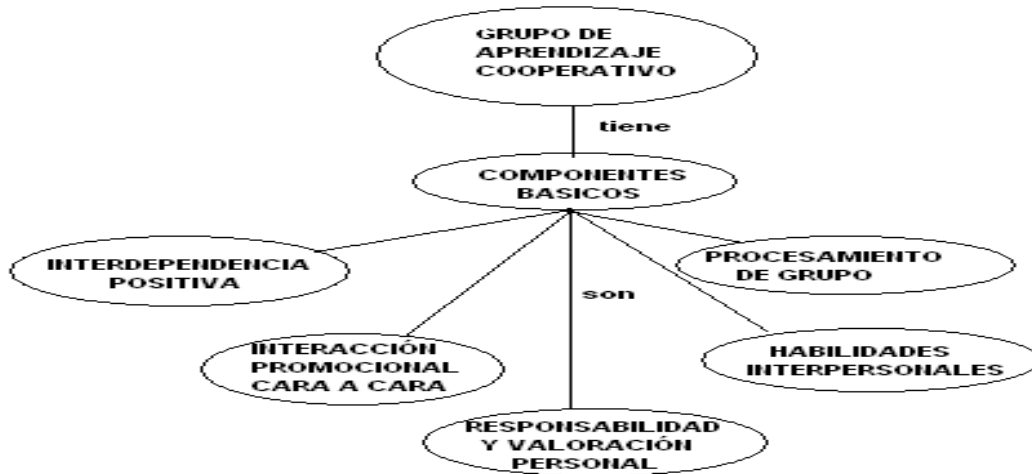 GRUPO DE
APRENDIZAJE
COOPERATIVO
tiene
COMPONENTES
BASICOS
INTERDEPENDENCIA
POSITIVA
PROCESAMIENTO
DE GRUPO
son
INTERACCIÓN
PROMOCIONAL
CARA A CARA
HABILIDADES
INTERPERSONALES
RESPONSABILIDAD
Y VALORACIÓN
PERSONAL